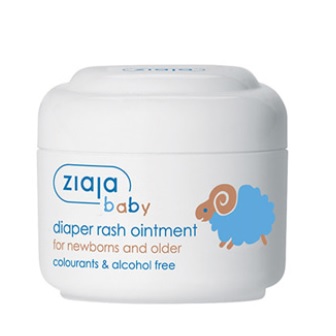 ziaja
baby
diaper rash ointment
for newborns and older
colourants & alcohol free